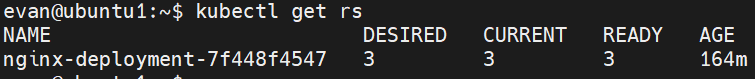 evan@ubuntu1:~$ kubectl get rs
NAME DESIRED CURRENT READY AGE
nginx-deployment-7f448f4547 3 3 3 164m